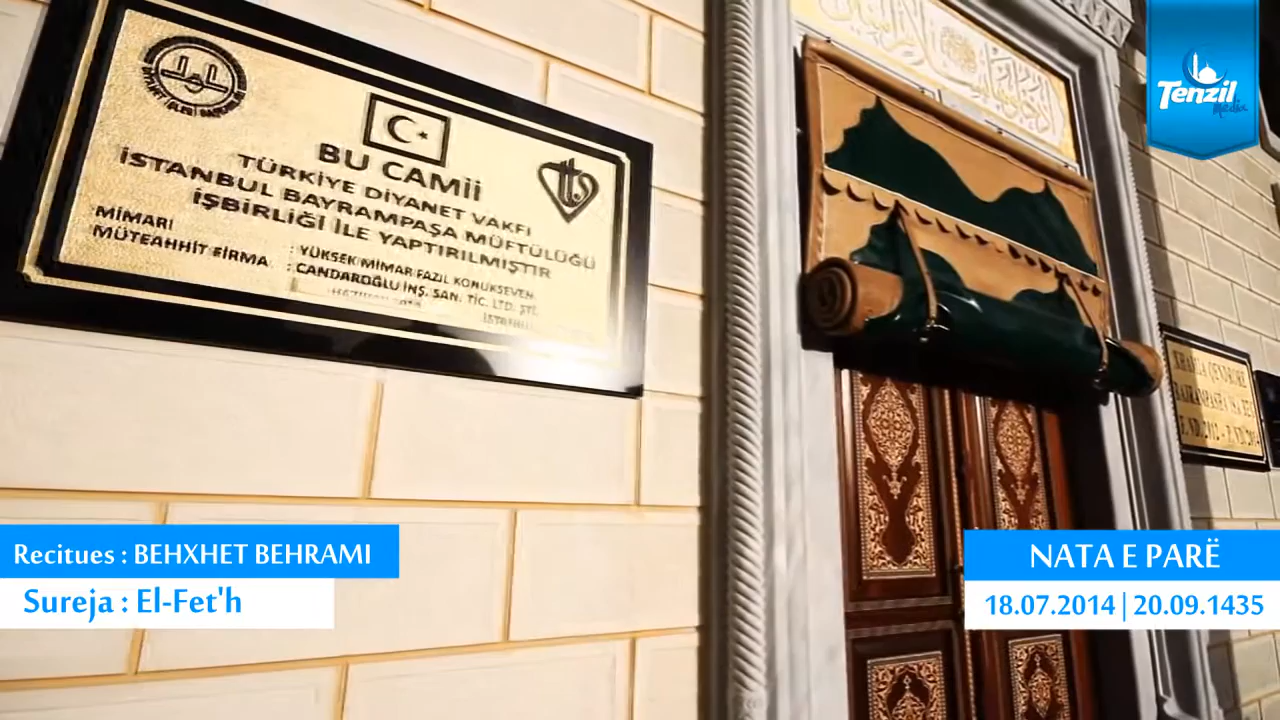 BU CAMİİ
TÜRKİYE DİYANET VAKFI
İSTANBUL BAYRAMPAŞA MÜFTÜLÜĞÜ
İŞBİRLİĞİ İLE YAPTIRILMIŞTIR
MİMARI : YÜKSEK MİMAR FAZIL KONUKSEVEN
MÜTEAHHİT FİRMA : CANDAROĞLU İNŞ. SAN. TİC. LTD. ŞTİ.
Tenzil
Media
QENDRORE
Recitues : BEHXHET BEHRAMI
Sureja : El-Fet'h
NATA E PARË
18.07.2014 | 20.09.1435